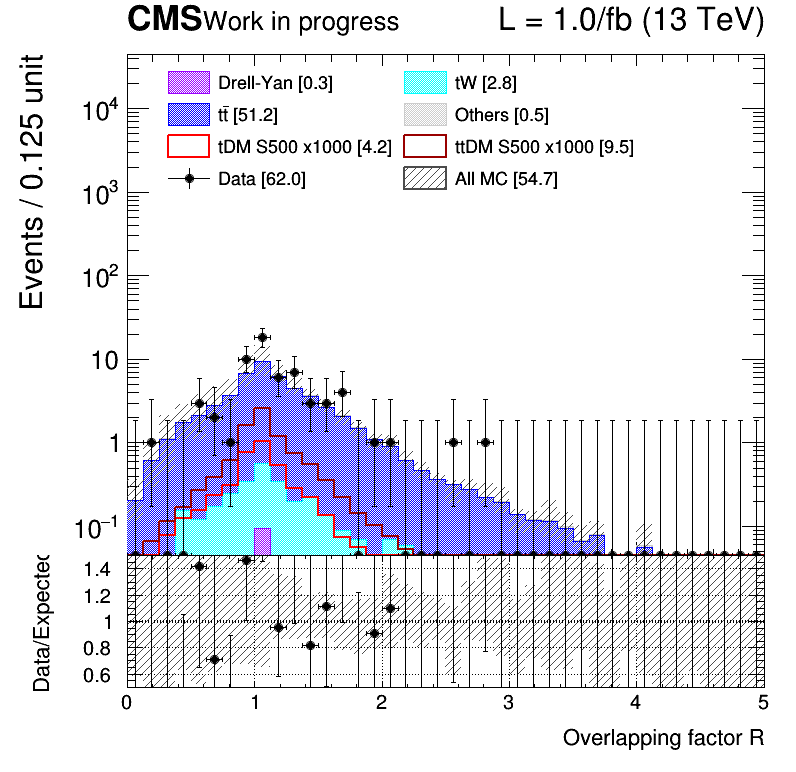 CMS Work in progress L = 1.0/fb (13 TeV)
Events / 0.125 unit
Drell-Yan [0.3] tW [2.8]
tt̄ [51.2] Others [0.5]
tDM S500 x1000 [4.2] ttDM S500 x1000 [9.5]
Data [62.0] All MC [54.7]
10⁴
10³
10²
10
1
10⁻¹
Data/Expected
1.4
1.2
1
0.8
0.6
0 1 2 3 4 5
Overlapping factor R